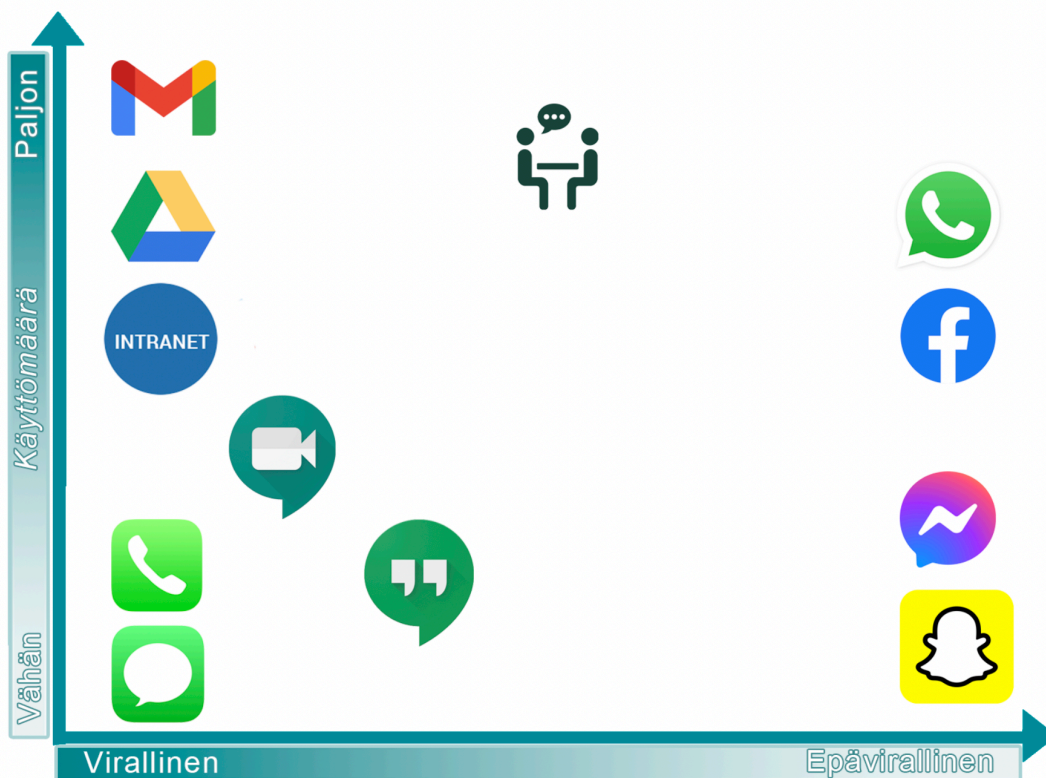 Paljon
Käyttömäärä
Vähän
INTRANET
Virallinen
Epävirallinen